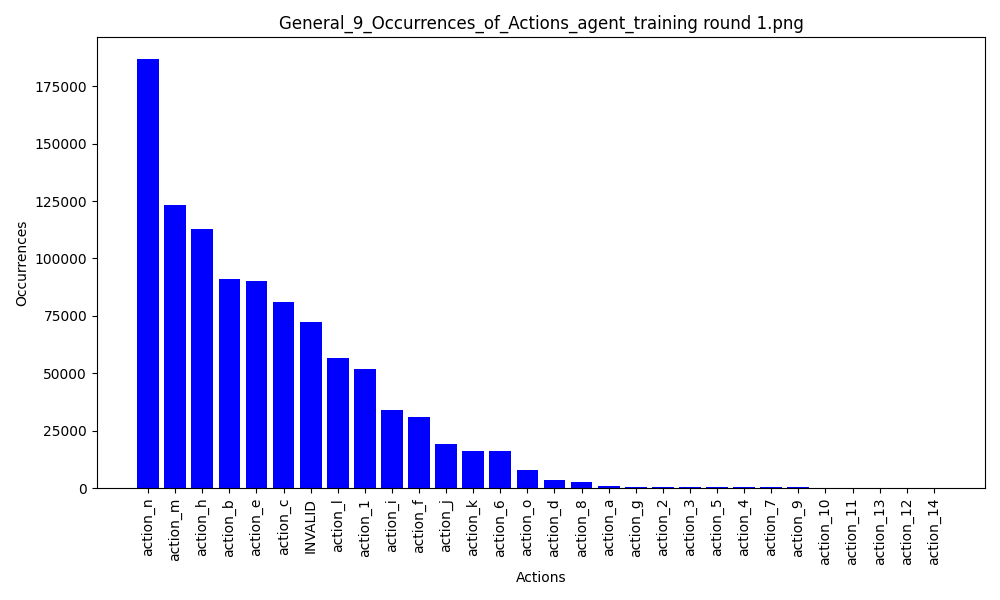 General_9_Occurrences_of_Actions_agent_training round 1.png
Occurrences
175000
150000
125000
100000
75000
50000
25000
0
action_n
action_m
action_h
action_b
action_e
action_c
INVALID
action_l
action_1
action_i
action_f
action_j
action_k
action_6
action_o
action_d
action_8
action_a
action_g
action_2
action_3
action_5
action_4
action_7
action_9
action_10
action_11
action_13
action_12
action_14
Actions